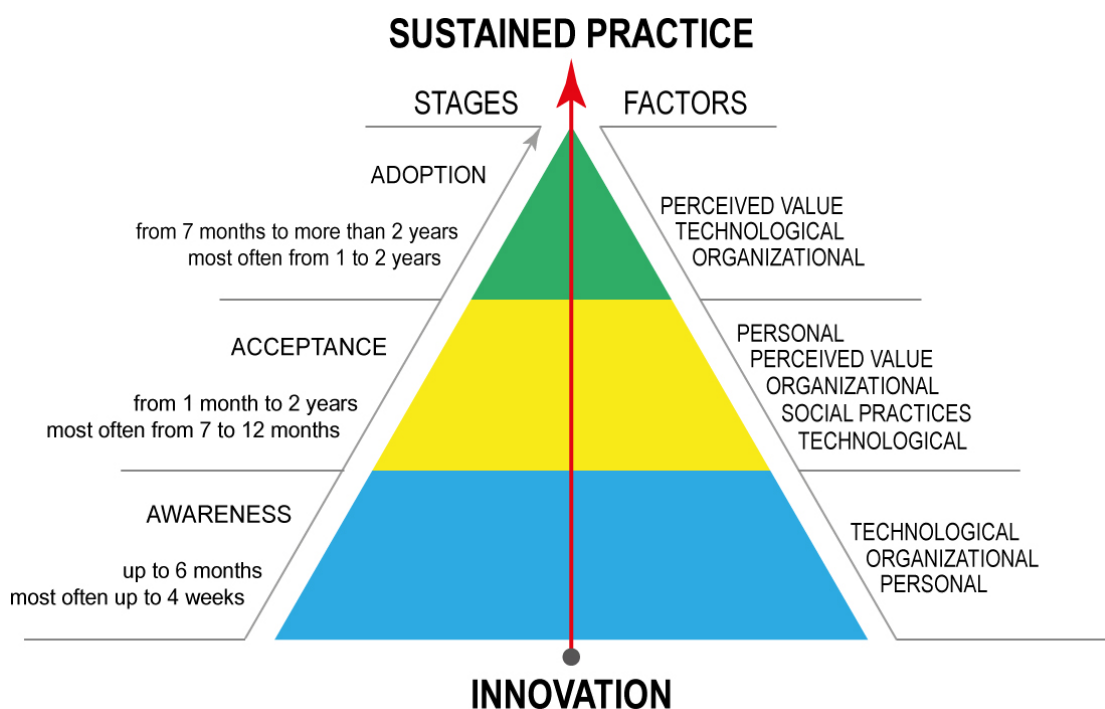 SUSTAINED PRACTICE
STAGES
FACTORS
ADOPTION
from 7 months to more than 2 years
most often from 1 to 2 years
PERCEIVED VALUE
TECHNOLOGICAL
ORGANIZATIONAL
ACCEPTANCE
from 1 month to 2 years
most often from 7 to 12 months
PERSONAL
PERCEIVED VALUE
ORGANIZATIONAL
SOCIAL PRACTICES
TECHNOLOGICAL
AWARENESS
up to 6 months
most often up to 4 weeks
TECHNOLOGICAL
ORGANIZATIONAL
PERSONAL
INNOVATION